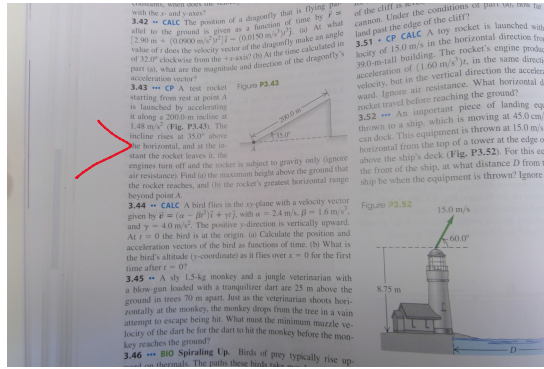 with the x- and y-axes?
3.42 •• CALC The position of a dragonfly that is flying par-
allel to the ground is given as a function of time by r =
[2.90 m + (0.0900 m/s²)t²]î − (0.0150 m/s³)t³ĵ. (a) At what
value of t does the velocity vector of the dragonfly make an angle
of 32.0° clockwise from the +x-axis? (b) At the time calculated in
part (a), what are the magnitude and direction of the dragonfly's
acceleration vector?
3.43 ••• CP A test rocket
starting from rest at point A
is launched by accelerating
it along a 200.0-m incline at
1.48 m/s² (Fig. P3.43). The
incline rises at 35.0° above
the horizontal, and at the in-
stant the rocket leaves it, the
engines turn off and the rocket is subject to gravity only (ignore
air resistance). Find (a) the maximum height above the ground that
the rocket reaches, and (b) the rocket's greatest horizontal range
beyond point A.
Figure P3.43
200.0 m
35.0°
3.44 •• CALC A bird flies in the xy-plane with a velocity vector
given by v⃗ = (α − βt²)î + γtĵ, with α = 2.4 m/s, β = 1.6 m/s³,
and γ = 4.0 m/s². The positive y-direction is vertically upward.
At t = 0 the bird is at the origin. (a) Calculate the position and
acceleration vectors of the bird as functions of time. (b) What is
the bird's altitude (y-coordinate) as it flies over x = 0 for the first
time after t = 0?
3.45 •• A sly 1.5-kg monkey and a jungle veterinarian with
a blow-gun loaded with a tranquilizer dart are 25 m above the
ground in trees 70 m apart. Just as the veterinarian shoots hori-
zontally at the monkey, the monkey drops from the tree in a vain
attempt to escape being hit. What must the minimum muzzle ve-
locity of the dart be for the dart to hit the monkey before the mon-
key reaches the ground?
3.46 ••• BIO Spiraling Up. Birds of prey typically rise up-
ward on thermals. The paths these birds take
of the cliff is
cannon. Under the conditions of part (a), how far
land past the edge of the cliff?
3.51 • CP CALC A toy rocket is launched with
locity of 15.0 m/s in the horizontal direction from
39.0-m-tall building. The rocket's engine produc
acceleration of (1.60 m/s³)t, in the same directi
velocity, but in the vertical direction the acceler
ward. Ignore air resistance. What horizontal d
rocket travel before reaching the ground?
3.52 ••• An important piece of landing equ
thrown to a ship, which is moving at 45.0 cm/
can dock. This equipment is thrown at 15.0 m/s
horizontal from the top of a tower at the edge o
above the ship's deck (Fig. P3.52). For this eq
the front of the ship, at what distance D from t
ship be when the equipment is thrown? Ignore
Figure P3.52
15.0 m/s
60.0°
8.75 m
D